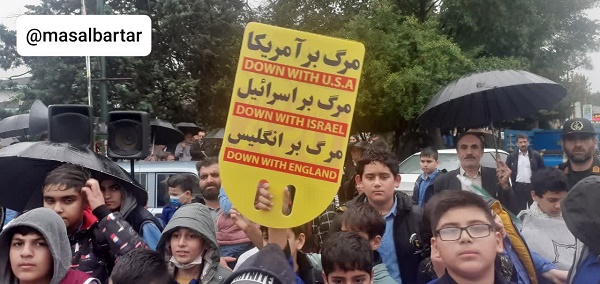 @masalbartar
مرگ بر آمریکا
DOWN WITH U.S.A
مرگ بر اسرائیل
DOWN WITH ISRAEL
مرگ بر انگلیس
DOWN WITH ENGLAND